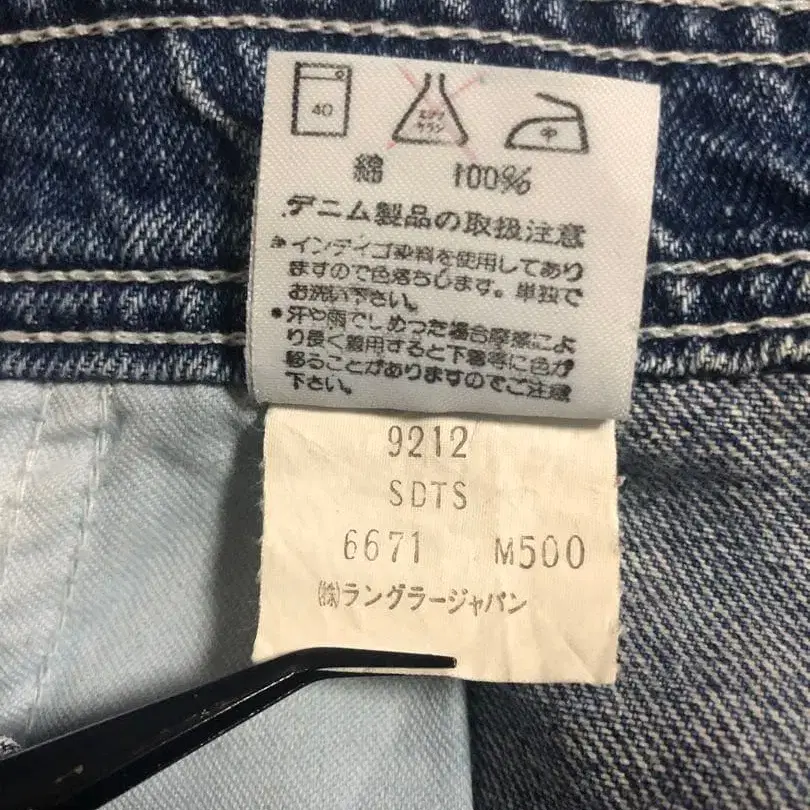 40
エンソ
サラシ
中
綿 100%
デニム製品の取扱注意
インディゴ染料を使用してあり
ますので色落ちします。単独で
お洗い下さい。
●汗や雨でしめった場合摩擦によ
り長く着用すると下着等に色が
移ることがありますのでご注意
下さい。
9212
SDTS
6671 M500
㈱ラングラージャパン